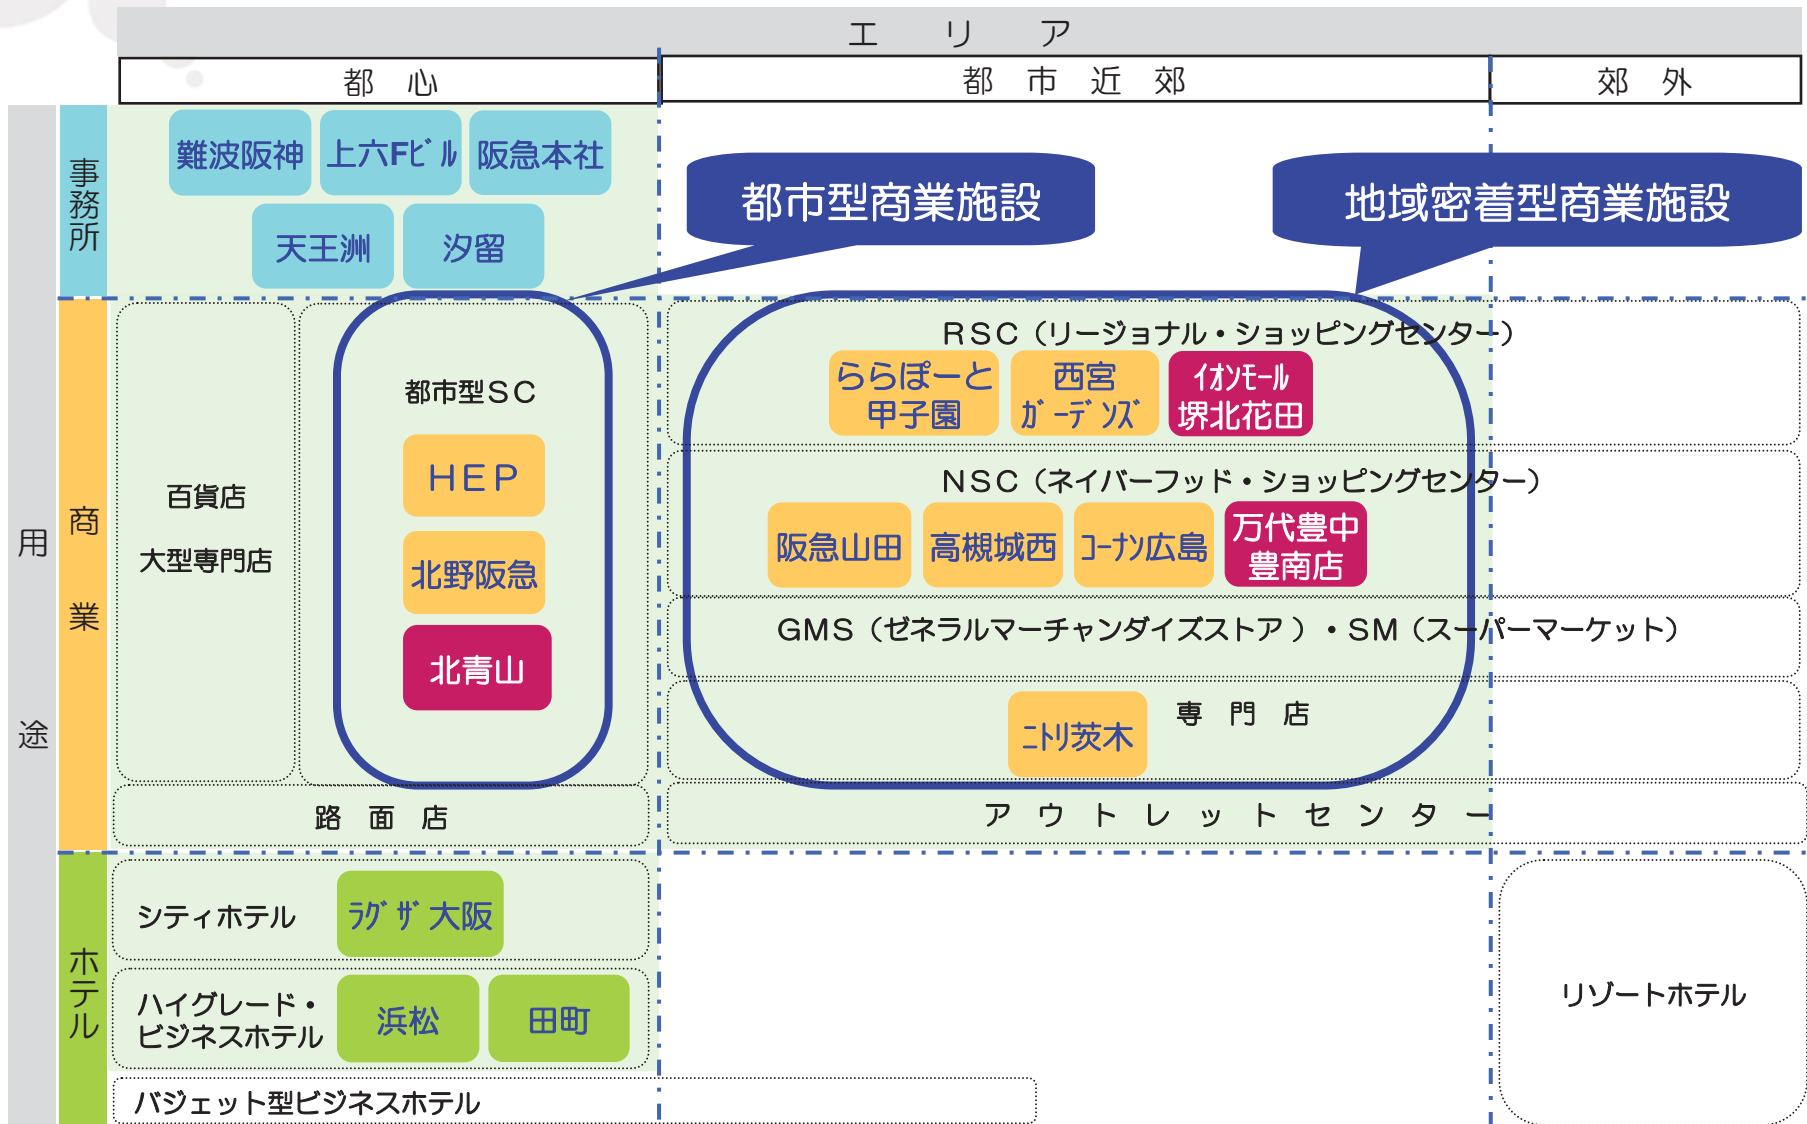 エリア
都心
都市近郊
郊外
用途
事務所
難波阪神
上六Fビル
阪急本社
天王洲
汐留
都市型商業施設
地域密着型商業施設
商業
百貨店
大型専門店
都市型SC
HEP
北野阪急
北青山
路面店
RSC（リージョナル・ショッピングセンター）
ららぽーと
甲子園
西宮
ガーデンズ
イオンモール
堺北花田
NSC（ネイバーフッド・ショッピングセンター）
阪急山田
高槻城西
コーナン広島
万代豊中
豊南店
GMS（ゼネラルマーチャンダイズストア）・SM（スーパーマーケット）
専門店
ニトリ茨木
アウトレットセンター
ホテル
シティホテル
ラグザ大阪
ハイグレード・
ビジネスホテル
浜松
田町
バジェット型ビジネスホテル
リゾートホテル